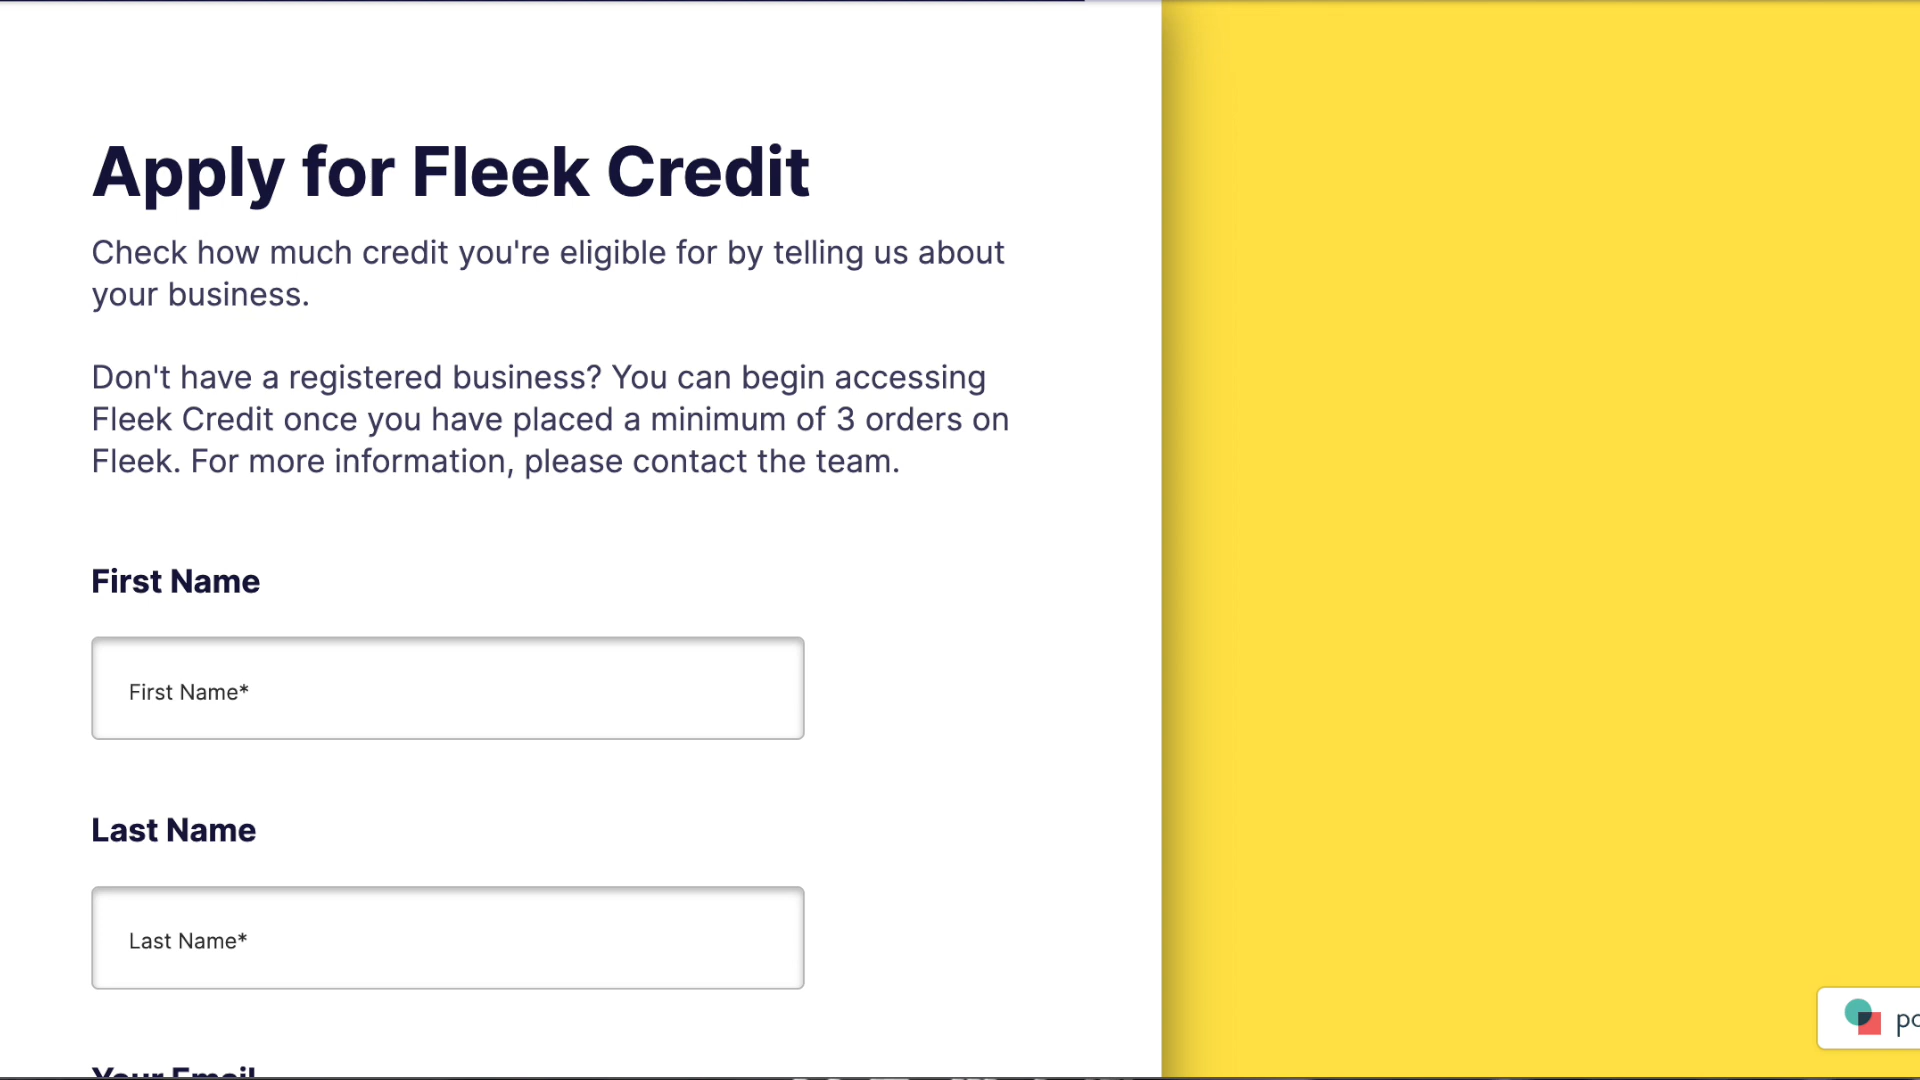 Apply for Fleek Credit
Check how much credit you're eligible for by telling us about
your business.
Don't have a registered business? You can begin accessing
Fleek Credit once you have placed a minimum of 3 orders on
Fleek. For more information, please contact the team.
First Name
First Name*
Last Name
Last Name*
Your Email